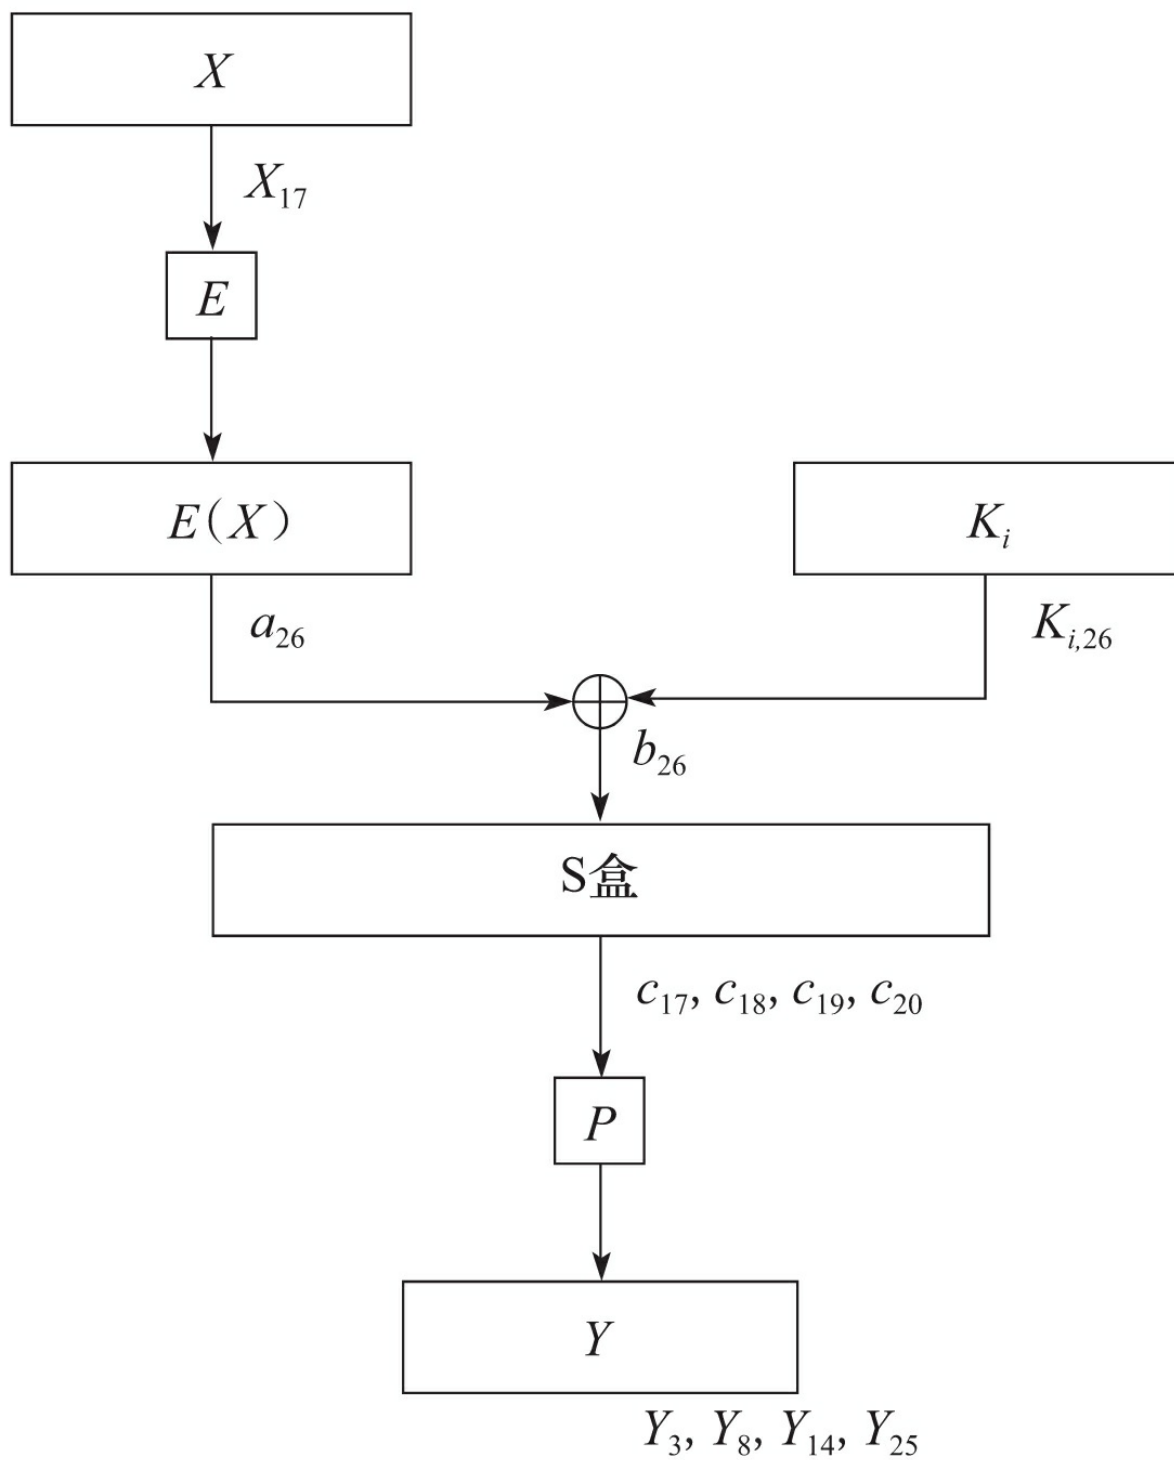 X
X₁₇
E
E(X)
Kᵢ
a₂₆
Kᵢ,₂₆
b₂₆
S盒
c₁₇, c₁₈, c₁₉, c₂₀
P
Y
Y₃, Y₈, Y₁₄, Y₂₅